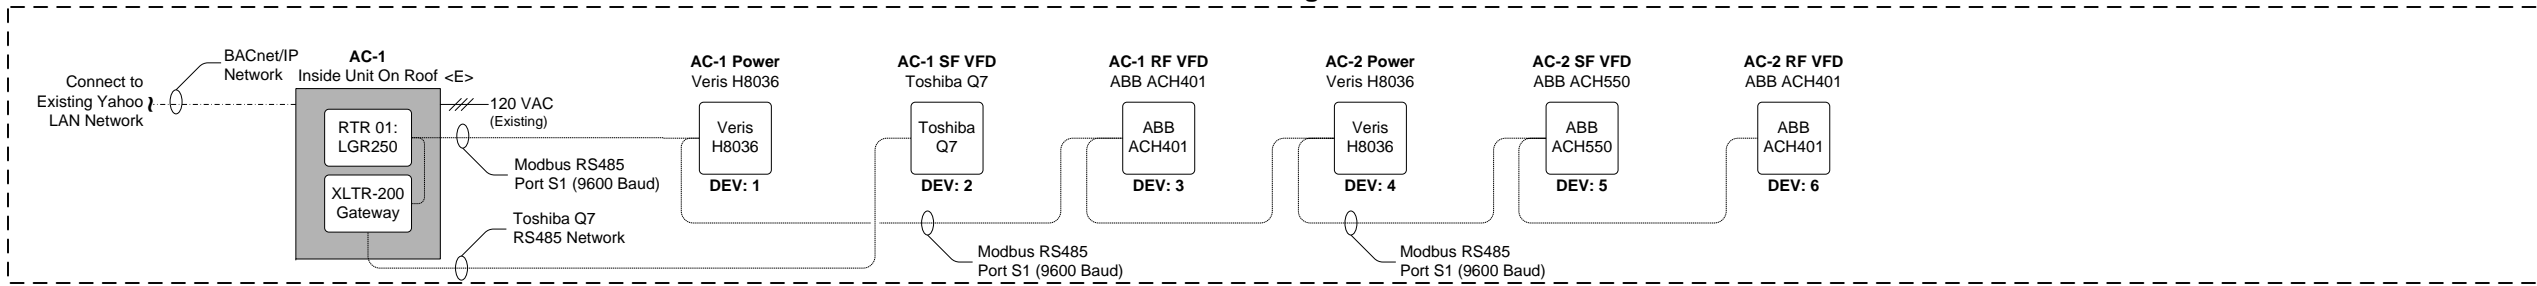 Connect to
Existing Yahoo
LAN Network
BACnet/IP
Network
AC-1
Inside Unit On Roof <E>
120 VAC
(Existing)
RTR 01:
LGR250
XLTR-200
Gateway
Modbus RS485
Port S1 (9600 Baud)
Toshiba Q7
RS485 Network
AC-1 Power
Veris H8036
Veris
H8036
DEV: 1
AC-1 SF VFD
Toshiba Q7
Toshiba
Q7
DEV: 2
Modbus RS485
Port S1 (9600 Baud)
AC-1 RF VFD
ABB ACH401
ABB
ACH401
DEV: 3
AC-2 Power
Veris H8036
Veris
H8036
DEV: 4
Modbus RS485
Port S1 (9600 Baud)
AC-2 SF VFD
ABB ACH550
ABB
ACH550
DEV: 5
AC-2 RF VFD
ABB ACH401
ABB
ACH401
DEV: 6